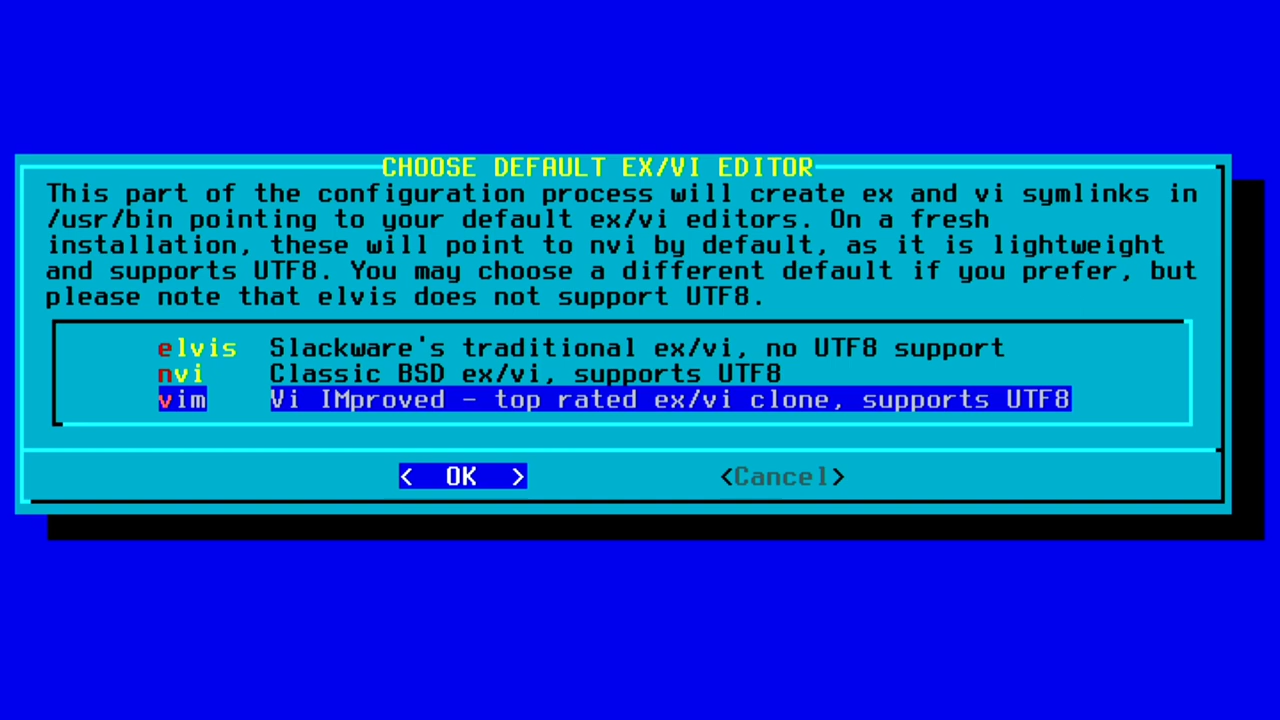 CHOOSE DEFAULT EX/VI EDITOR
This part of the configuration process will create ex and vi symlinks in
/usr/bin pointing to your default ex/vi editors. On a fresh
installation, these will point to nvi by default, as it is lightweight
and supports UTF8. You may choose a different default if you prefer, but
please note that elvis does not support UTF8.
elvis  Slackware's traditional ex/vi, no UTF8 support
nvi    Classic BSD ex/vi, supports UTF8
vim    Vi IMproved - top rated ex/vi clone, supports UTF8
<  OK  > <Cancel>